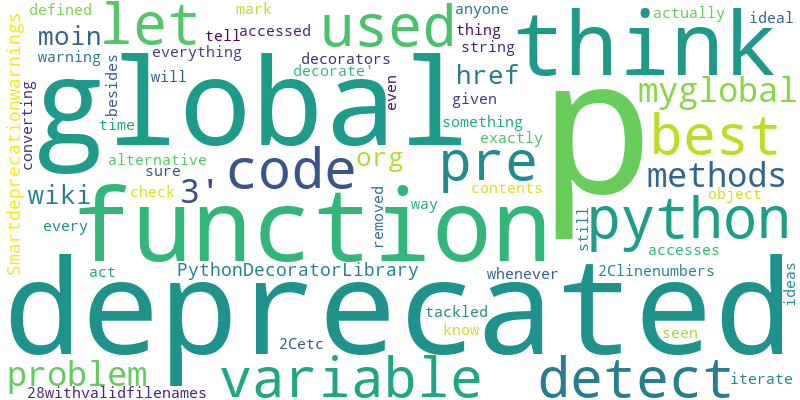 defined
let
mark
tell
accessed
used
anyone
thing
string
think
actually
ideal
moin
warning
everything
decorators
besides
will
decorate'
even
href
given
myglobal
Smartdeprecationwarnings
converting
global
time
something
exactly
p
best
alternative
sure
check
3'
code
org
pre
contents
methods
object
wiki
every
function
removed
way
still
python
accesses
act
PythonDecoratorLibrary
whenever
2Clinenumbers
ideas
deprecated
tackled
know
seen
2Cetc
problem
28withvalidfilenames
variable
detect
iterate